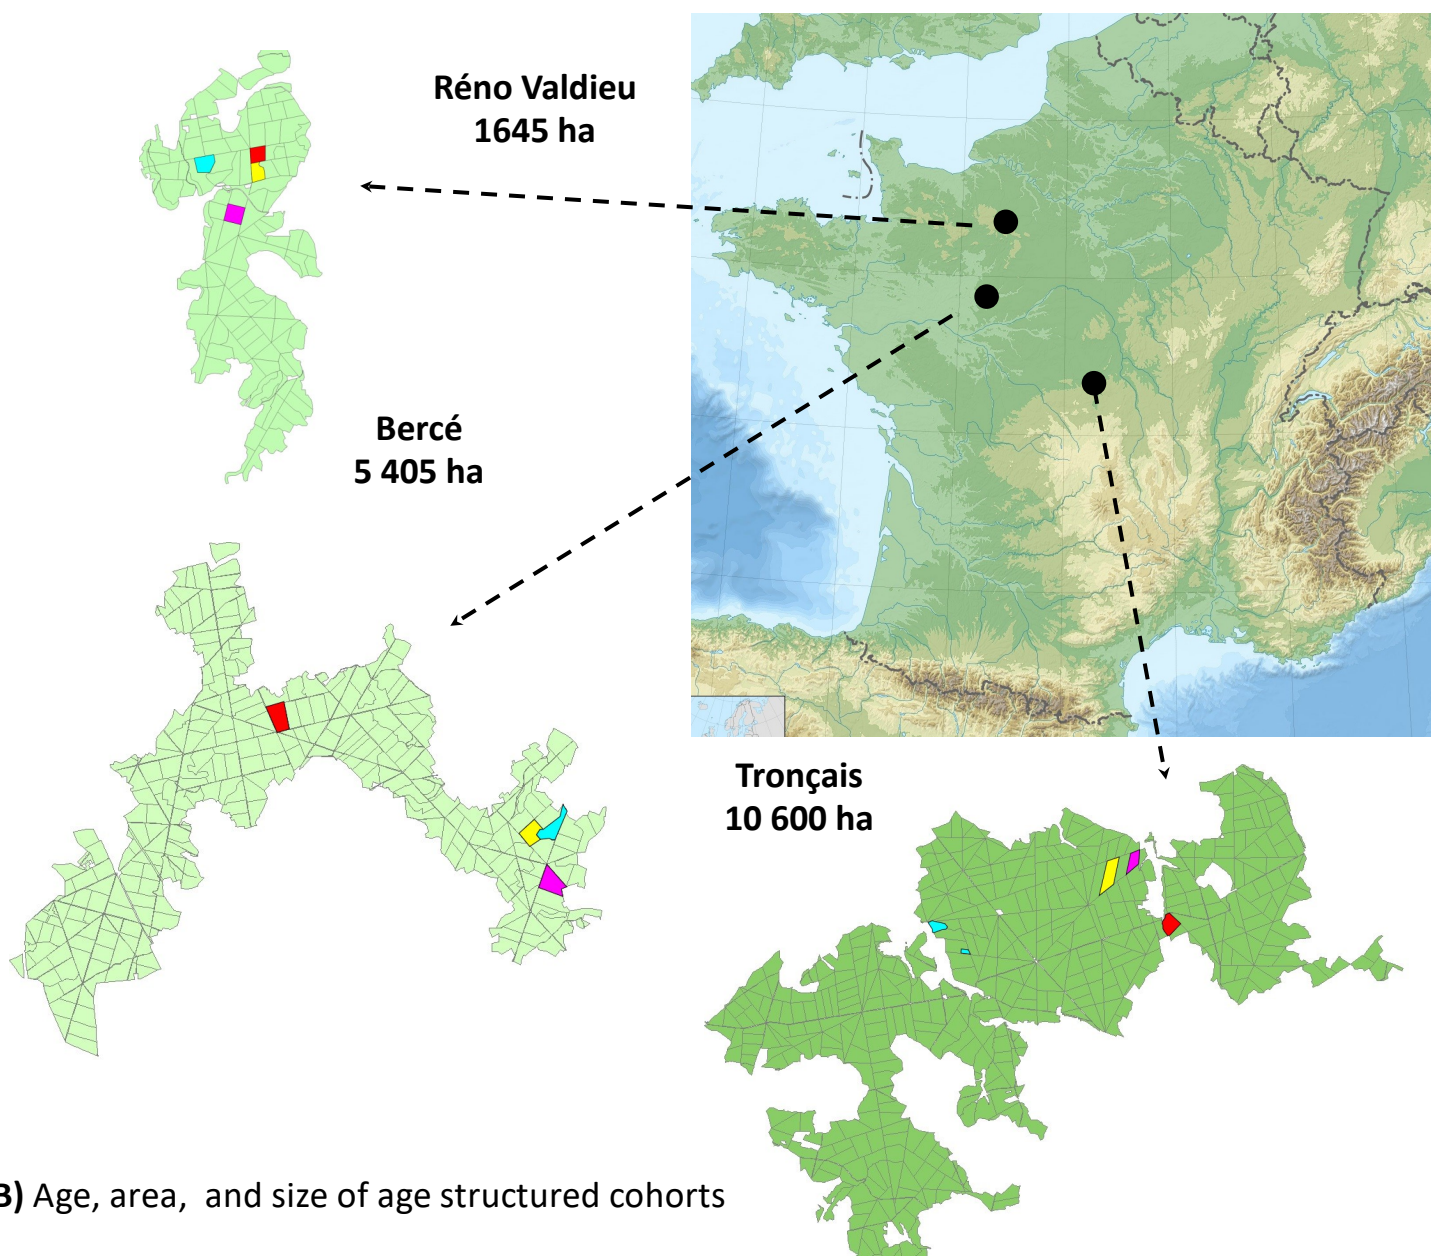 Réno Valdieu
1645 ha
Bercé
5 405 ha
Tronçais
10 600 ha
B) Age, area, and size of age structured cohorts